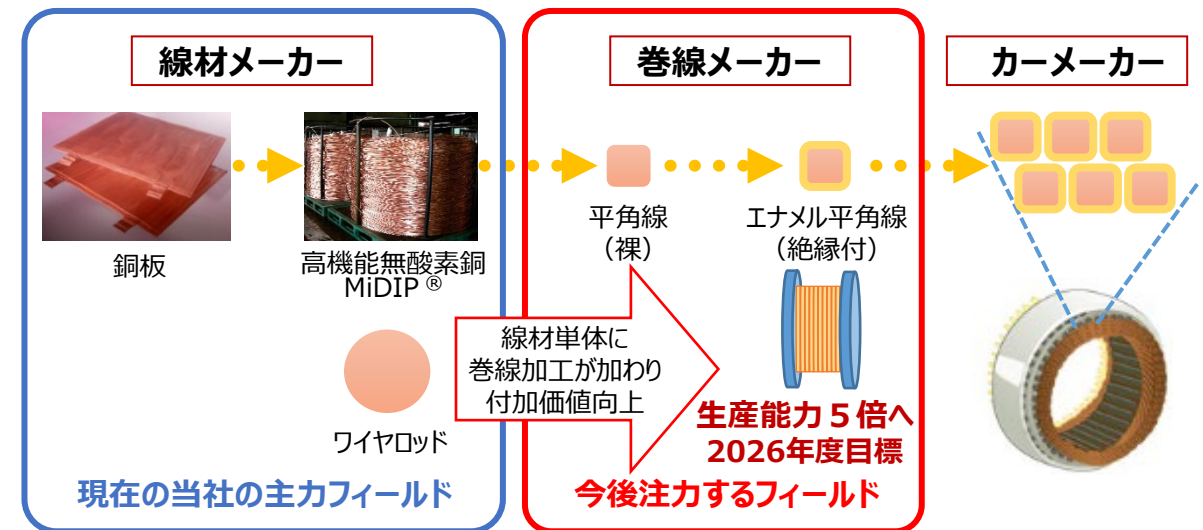 線材メーカー
巻線メーカー
カーメーカー
銅板
高機能無酸素銅
MiDIP ®
ワイヤロッド
平角線
（裸）
エナメル平角線
（絶縁付）
線材単体に
巻線加工が加わり
付加価値向上
生産能力５倍へ
2026年度目標
現在の当社の主力フィールド
今後注力するフィールド